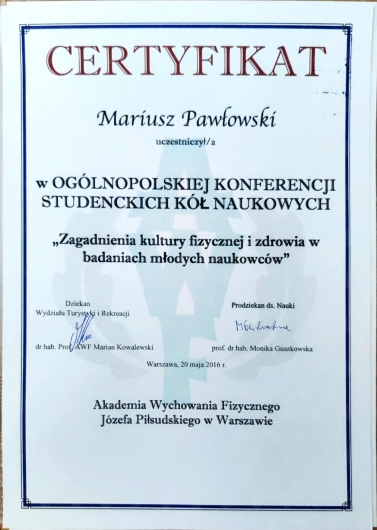 CERTYFIKAT
Mariusz Pawłowski
uczestniczył/a
w OGÓLNOPOLSKIEJ KONFERENCJI
STUDENCKICH KÓŁ NAUKOWYCH
„Zagadnienia kultury fizycznej i zdrowia w
badaniach młodych naukowców”
Dziekan
Wydziału Turystyki i Rekreacji
dr hab. Prof. AWF Marian Kowalewski
Prodziekan ds. Nauki
prof. dr hab. Monika Guszkowska
Warszawa, 20 maja 2016 r.
Akademia Wychowania Fizycznego
Józefa Piłsudskiego w Warszawie